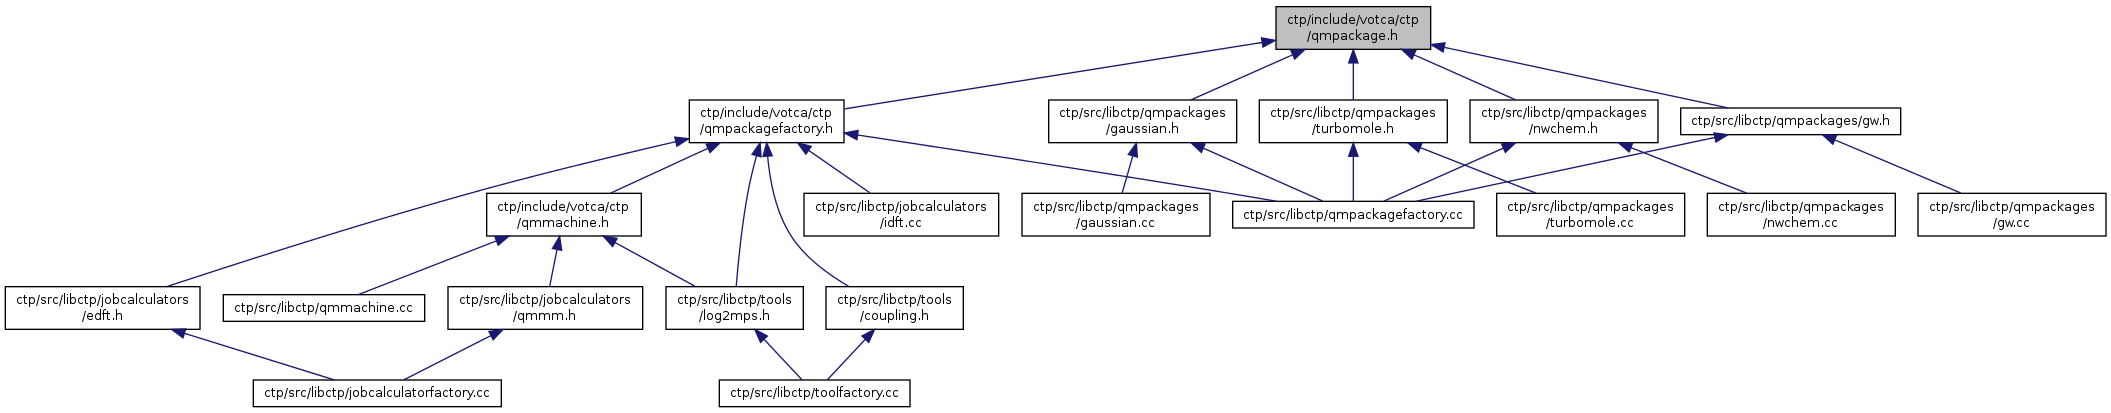 ctp/include/votca/ctp
/qmpackage.h
ctp/include/votca/ctp
/qmpackagefactory.h
ctp/src/libctp/qmpackages
/gaussian.h
ctp/src/libctp/qmpackages
/turbomole.h
ctp/src/libctp/qmpackages
/nwchem.h
ctp/src/libctp/qmpackages/gw.h
ctp/include/votca/ctp
/qmmachine.h
ctp/src/libctp/jobcalculators
/idft.cc
ctp/src/libctp/qmpackages
/gaussian.cc
ctp/src/libctp/qmpackagefactory.cc
ctp/src/libctp/qmpackages
/turbomole.cc
ctp/src/libctp/qmpackages
/nwchem.cc
ctp/src/libctp/qmpackages
/gw.cc
ctp/src/libctp/jobcalculators
/edft.h
ctp/src/libctp/qmmachine.cc
ctp/src/libctp/jobcalculators
/qmmm.h
ctp/src/libctp/tools
/log2mps.h
ctp/src/libctp/tools
/coupling.h
ctp/src/libctp/jobcalculatorfactory.cc
ctp/src/libctp/toolfactory.cc